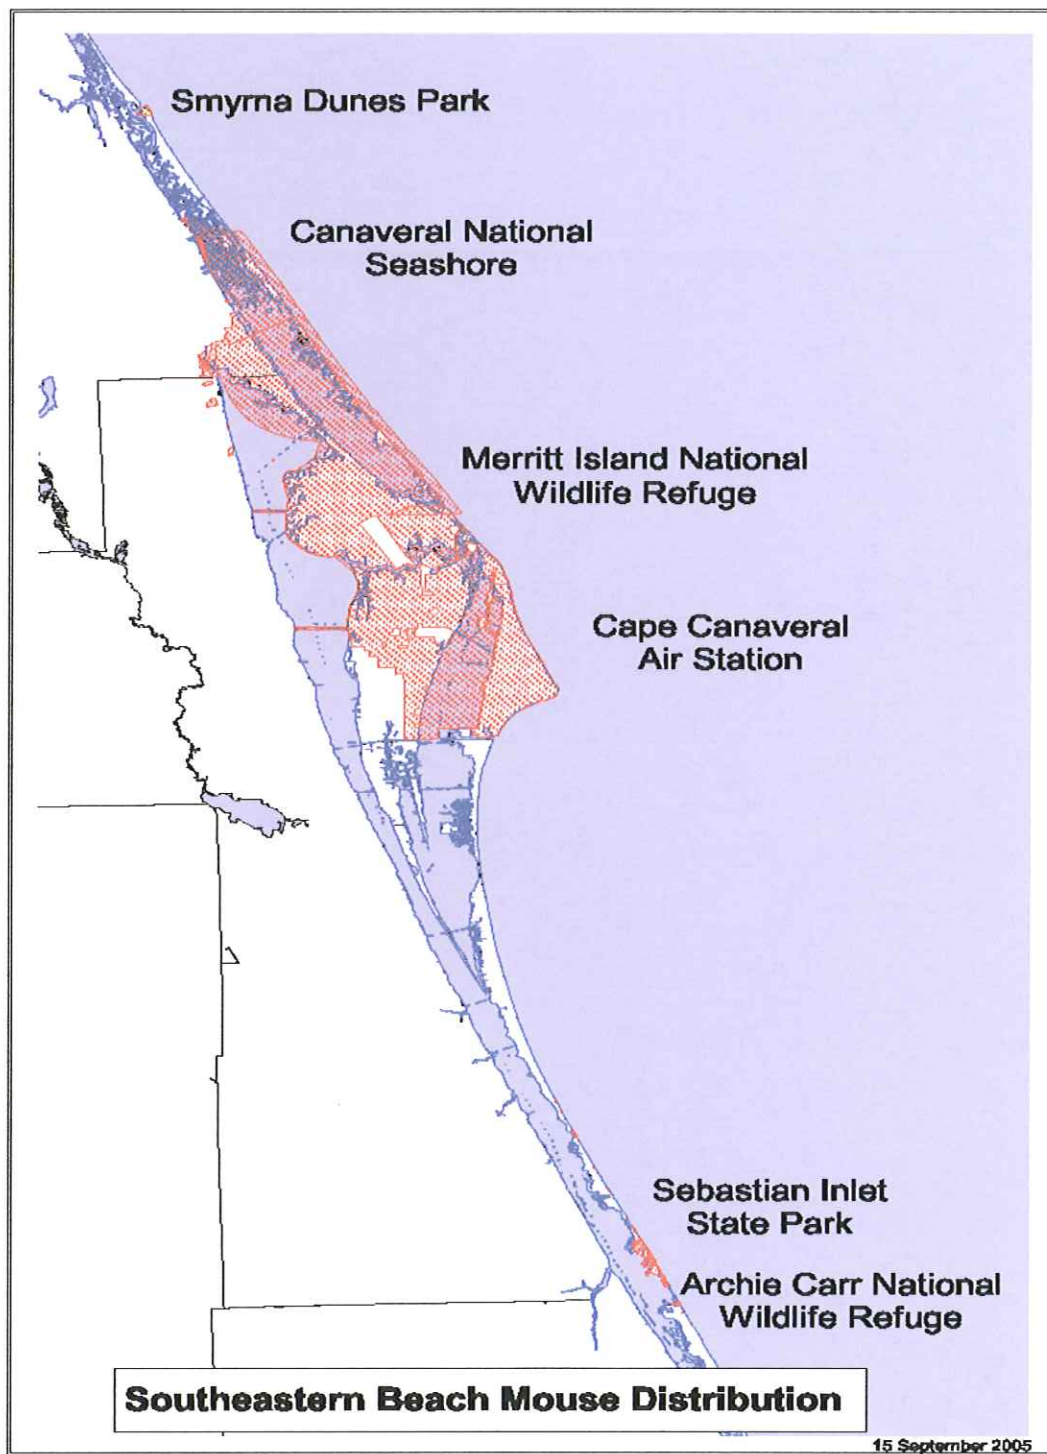 Smyrna Dunes Park
Canaveral National
Seashore
Merritt Island National
Wildlife Refuge
Cape Canaveral
Air Station
Sebastian Inlet
State Park
Archie Carr National
Wildlife Refuge
Southeastern Beach Mouse Distribution
15 September 2005